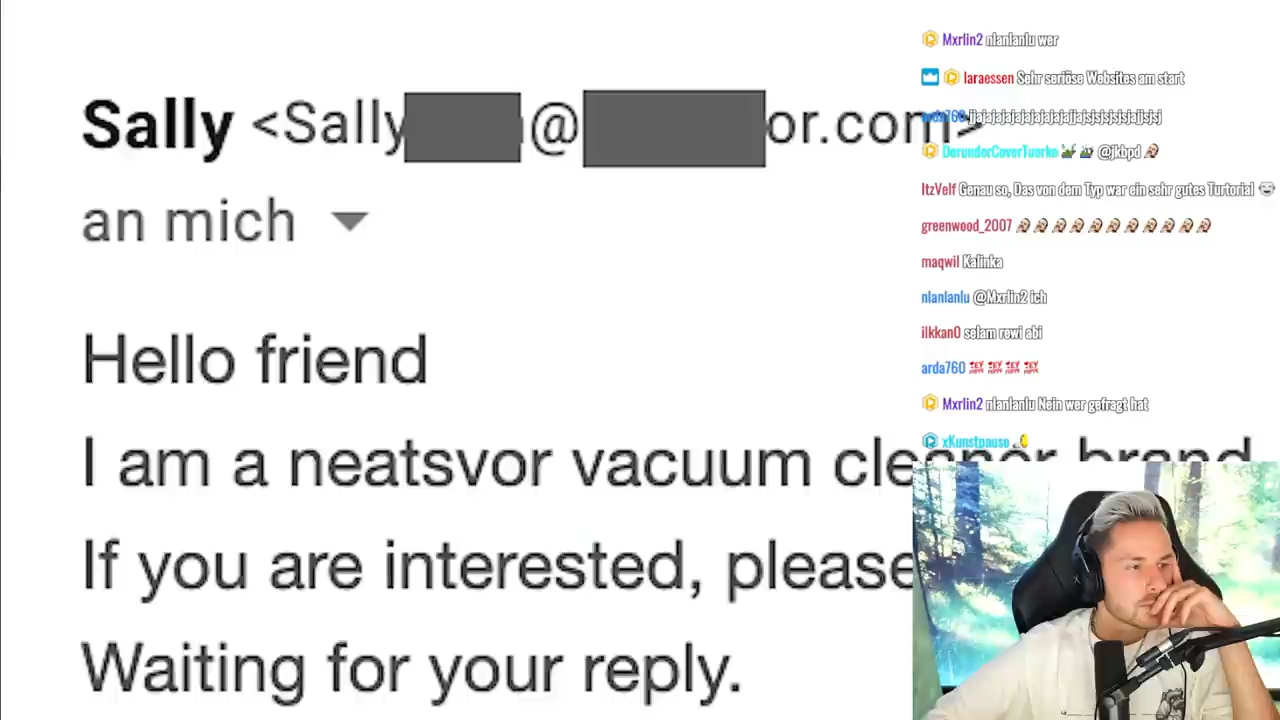 Sally <Sally @ or.com>
an mich
Hello friend
I am a neatsvor vacuum cleaner brand
If you are interested, please
Waiting for your reply.
Mxrlin2 nlanlanlu wer
laraessen Sehr seriöse Websites am start
DerunderCoverTuerke @jkbpd
ItzVelf Genau so, Das von dem Typ war ein sehr gutes Turtorial
greenwood_2007
maqwil Kalinka
nlanlanlu @Mxrlin2 ich
ilkkan0 selam rewi abi
arda760
Mxrlin2 nlanlanlu Nein wer gefragt hat
xKunstpause